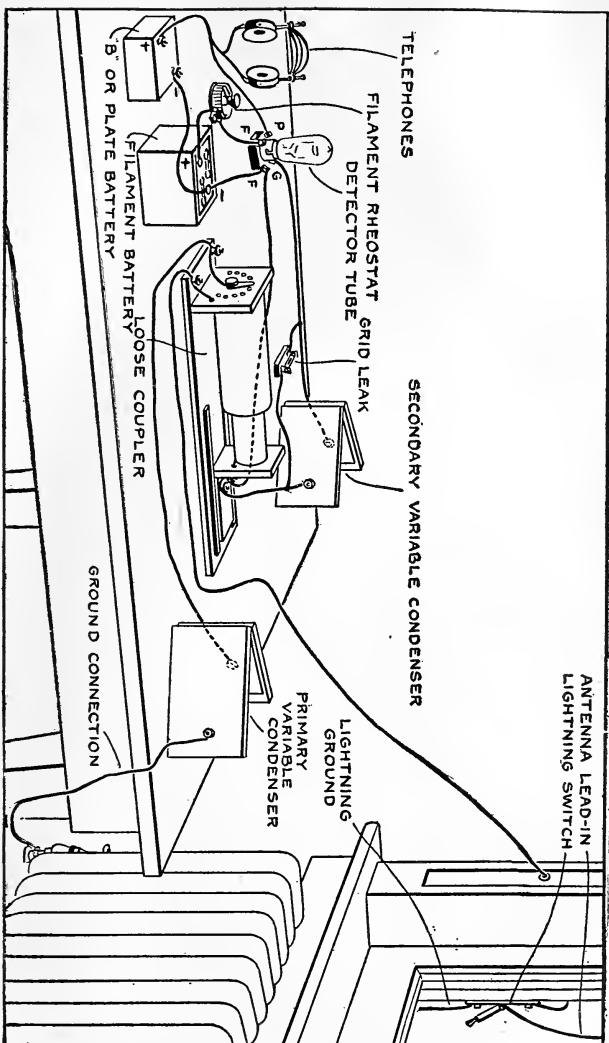 ANTENNA LEAD-IN
LIGHTNING SWITCH
SECONDARY VARIABLE CONDENSER
LIGHTNING
GROUND
TELEPHONES
FILAMENT RHEOSTAT
DETECTOR TUBE
GRID LEAK
PRIMARY
VARIABLE
CONDENSER
P
F
G
F
+
-
+
-
LOOSE COUPLER
FILAMENT BATTERY
"B" OR PLATE BATTERY
GROUND CONNECTION